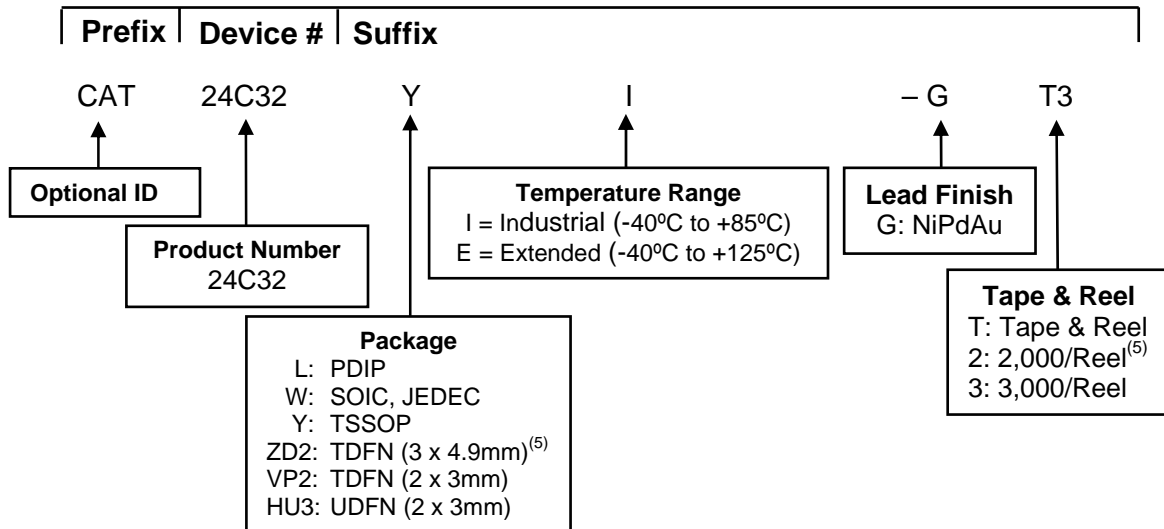 Prefix Device # Suffix
CAT 24C32 Y I – G T3
Optional ID
Product Number
24C32
Package
L: PDIP
W: SOIC, JEDEC
Y: TSSOP
ZD2: TDFN (3 x 4.9mm)(5)
VP2: TDFN (2 x 3mm)
HU3: UDFN (2 x 3mm)
Temperature Range
I = Industrial (-40ºC to +85ºC)
E = Extended (-40ºC to +125ºC)
Lead Finish
G: NiPdAu
Tape & Reel
T: Tape & Reel
2: 2,000/Reel(5)
3: 3,000/Reel